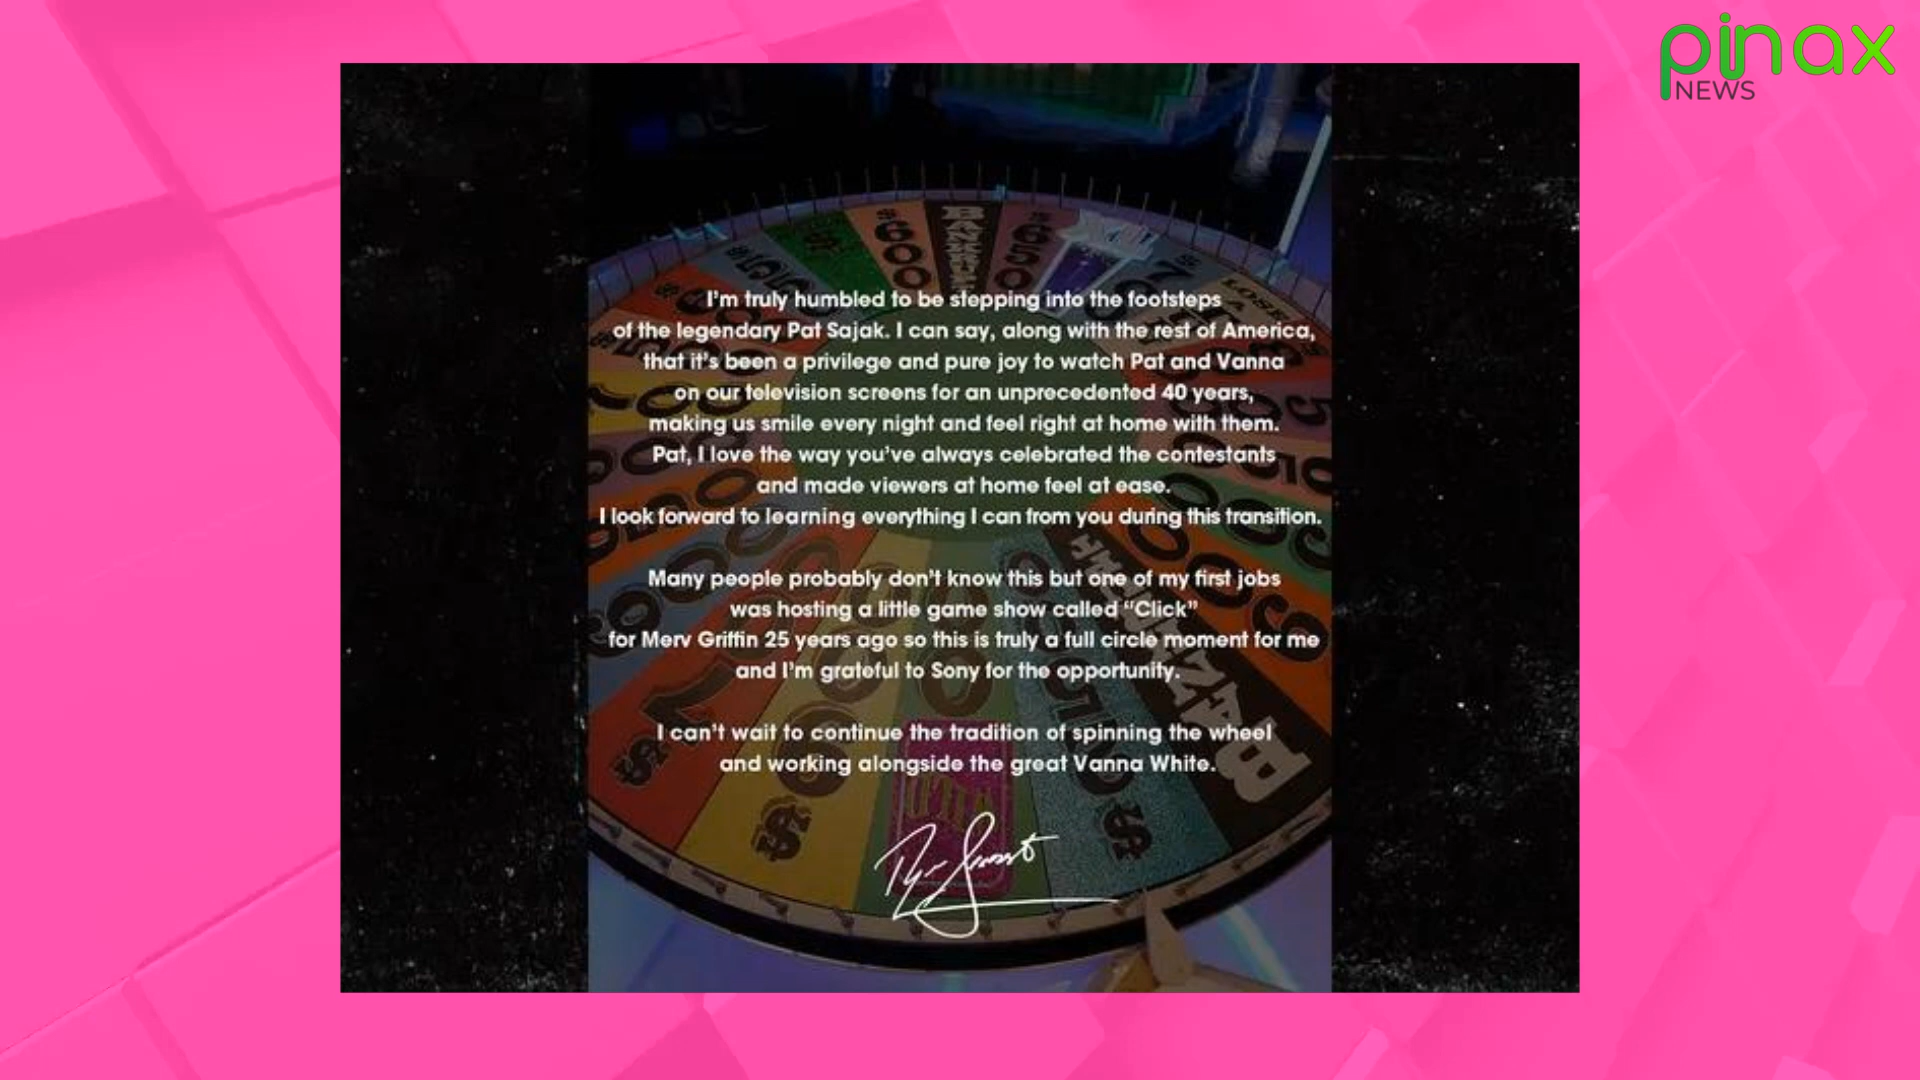 pinax
NEWS
$600
BANKRUPT
$650
LOSE A
I'm truly humbled to be stepping into the footsteps
of the legendary Pat Sajak. I can say, along with the rest of America,
that it's been a privilege and pure joy to watch Pat and Vanna
on our television screens for an unprecedented 40 years,
making us smile every night and feel right at home with them.
Pat, I love the way you've always celebrated the contestants
and made viewers at home feel at ease.
I look forward to learning everything I can from you during this transition.
Many people probably don't know this but one of my first jobs
was hosting a little game show called "Click"
for Merv Griffin 25 years ago so this is truly a full circle moment for me
and I'm grateful to Sony for the opportunity.
I can't wait to continue the tradition of spinning the wheel
and working alongside the great Vanna White.
Ryan Seacrest